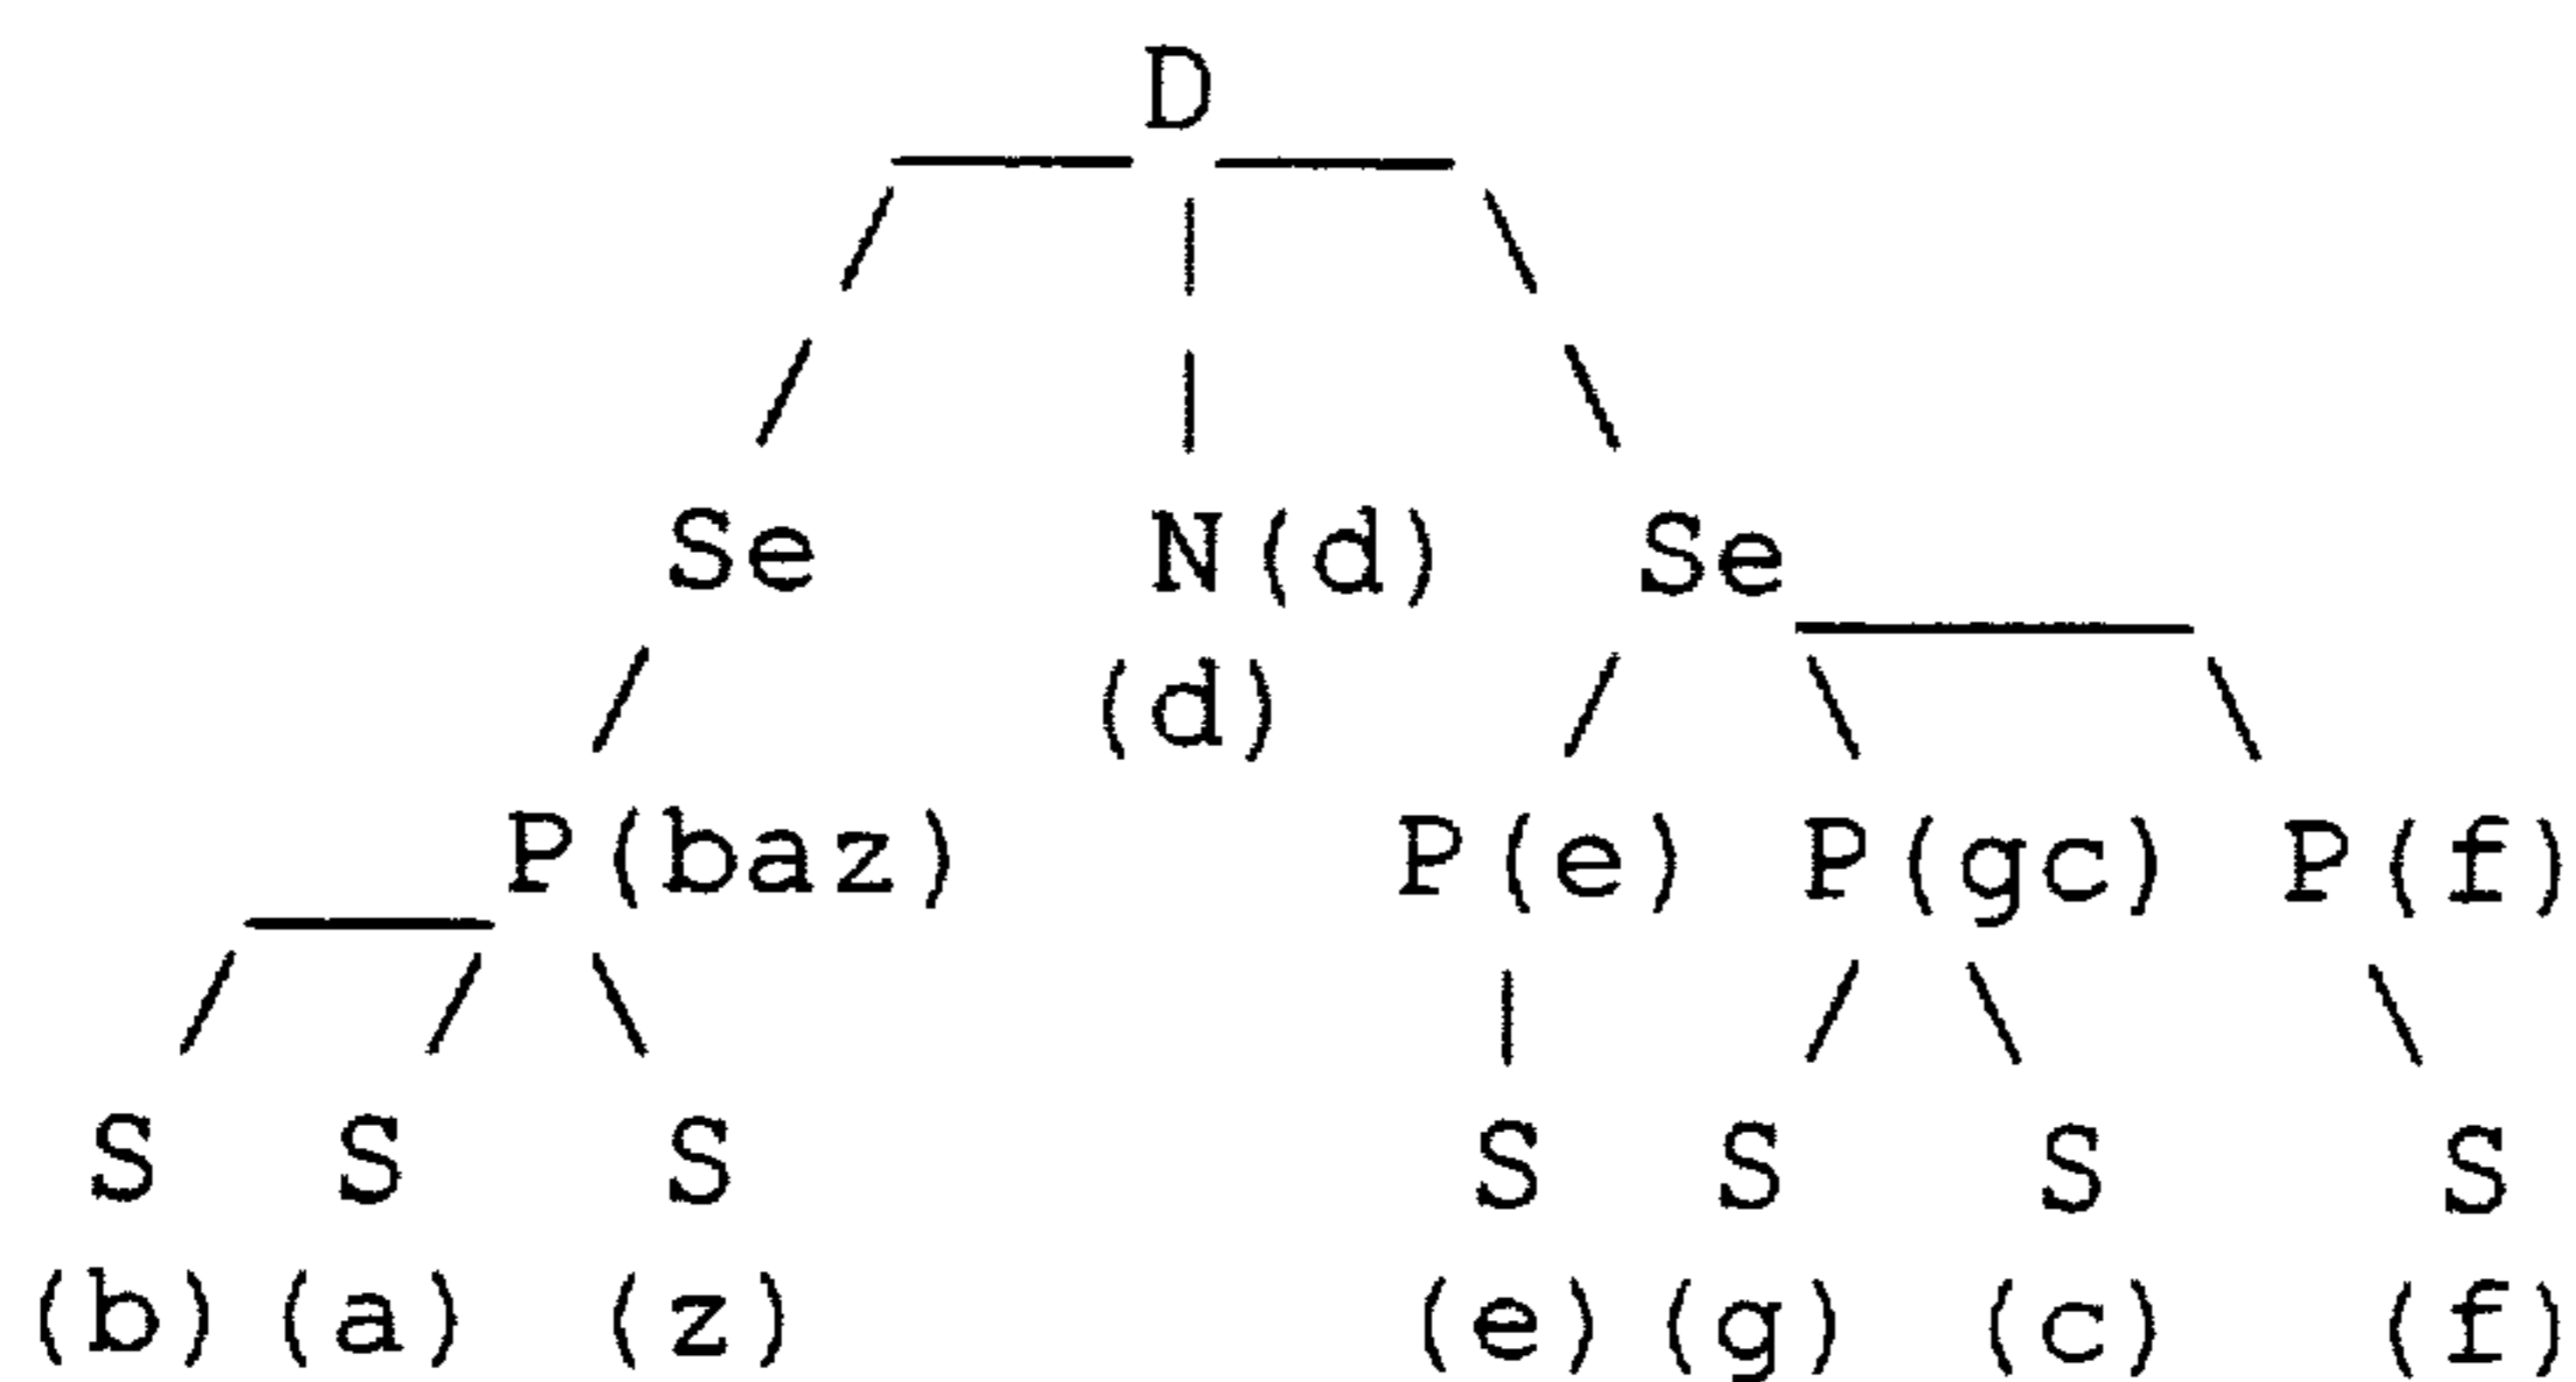 D
Se N(d) Se
(d)
P(baz) P(e) P(gc) P(f)
S S S S S S S
(b) (a) (z) (e) (g) (c) (f)